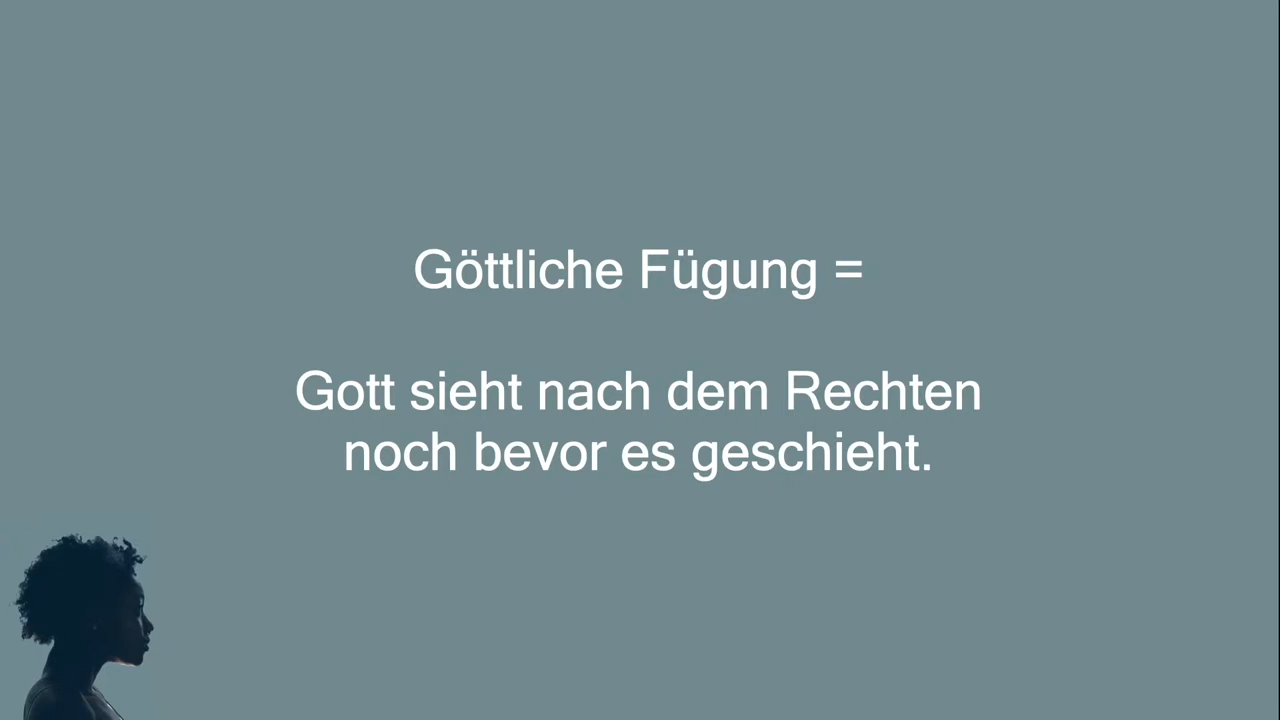 Göttliche Fügung =
Gott sieht nach dem Rechten
noch bevor es geschieht.